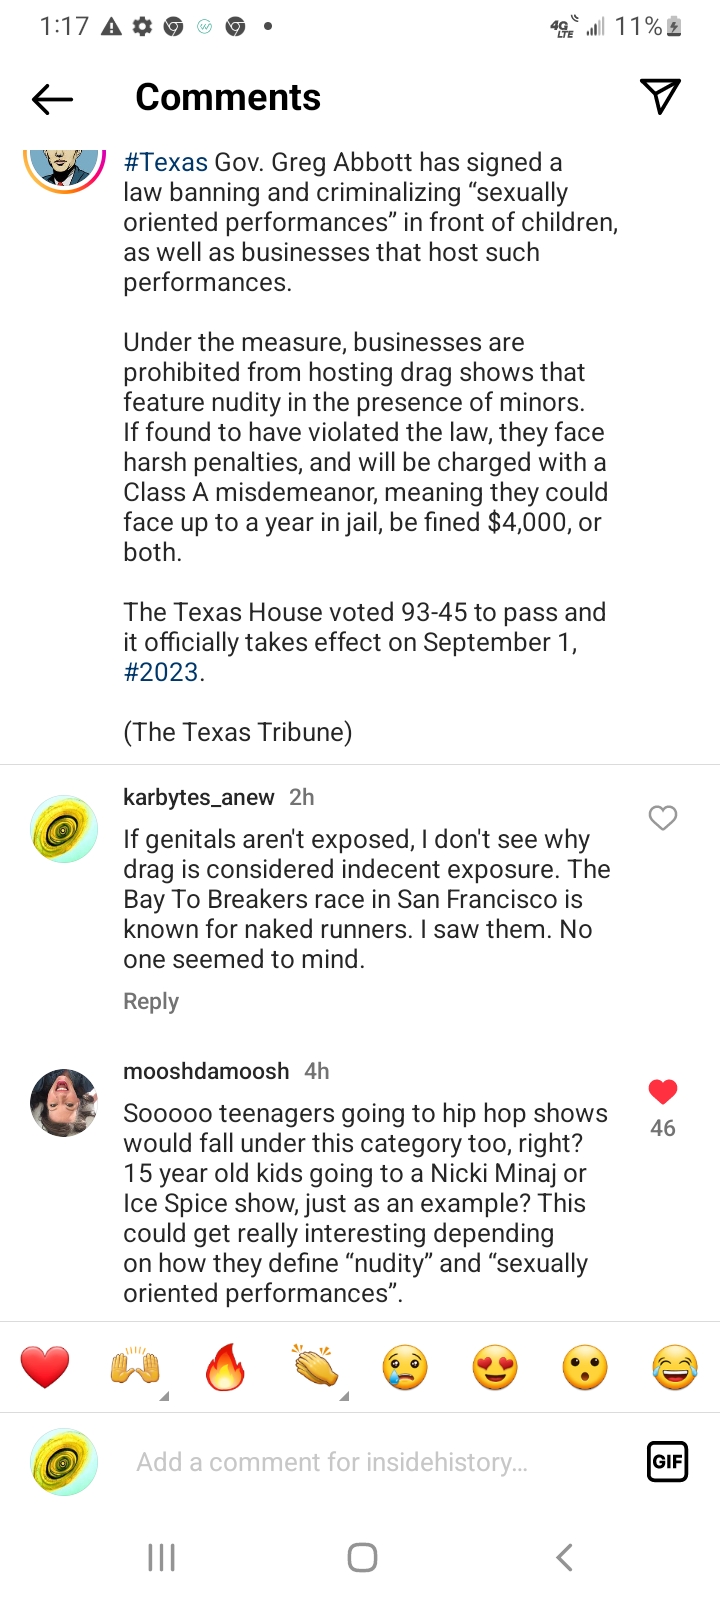 1:17
4G LTE 11%
Comments
#Texas Gov. Greg Abbott has signed a
law banning and criminalizing “sexually
oriented performances” in front of children,
as well as businesses that host such
performances.
Under the measure, businesses are
prohibited from hosting drag shows that
feature nudity in the presence of minors.
If found to have violated the law, they face
harsh penalties, and will be charged with a
Class A misdemeanor, meaning they could
face up to a year in jail, be fined $4,000, or
both.
The Texas House voted 93-45 to pass and
it officially takes effect on September 1,
#2023.
(The Texas Tribune)
karbytes_anew 2h
If genitals aren't exposed, I don't see why
drag is considered indecent exposure. The
Bay To Breakers race in San Francisco is
known for naked runners. I saw them. No
one seemed to mind.
Reply
mooshdamoosh 4h
Sooooo teenagers going to hip hop shows
would fall under this category too, right?
15 year old kids going to a Nicki Minaj or
Ice Spice show, just as an example? This
could get really interesting depending
on how they define “nudity” and “sexually
oriented performances”.
46
Add a comment for insidehistory...
GIF